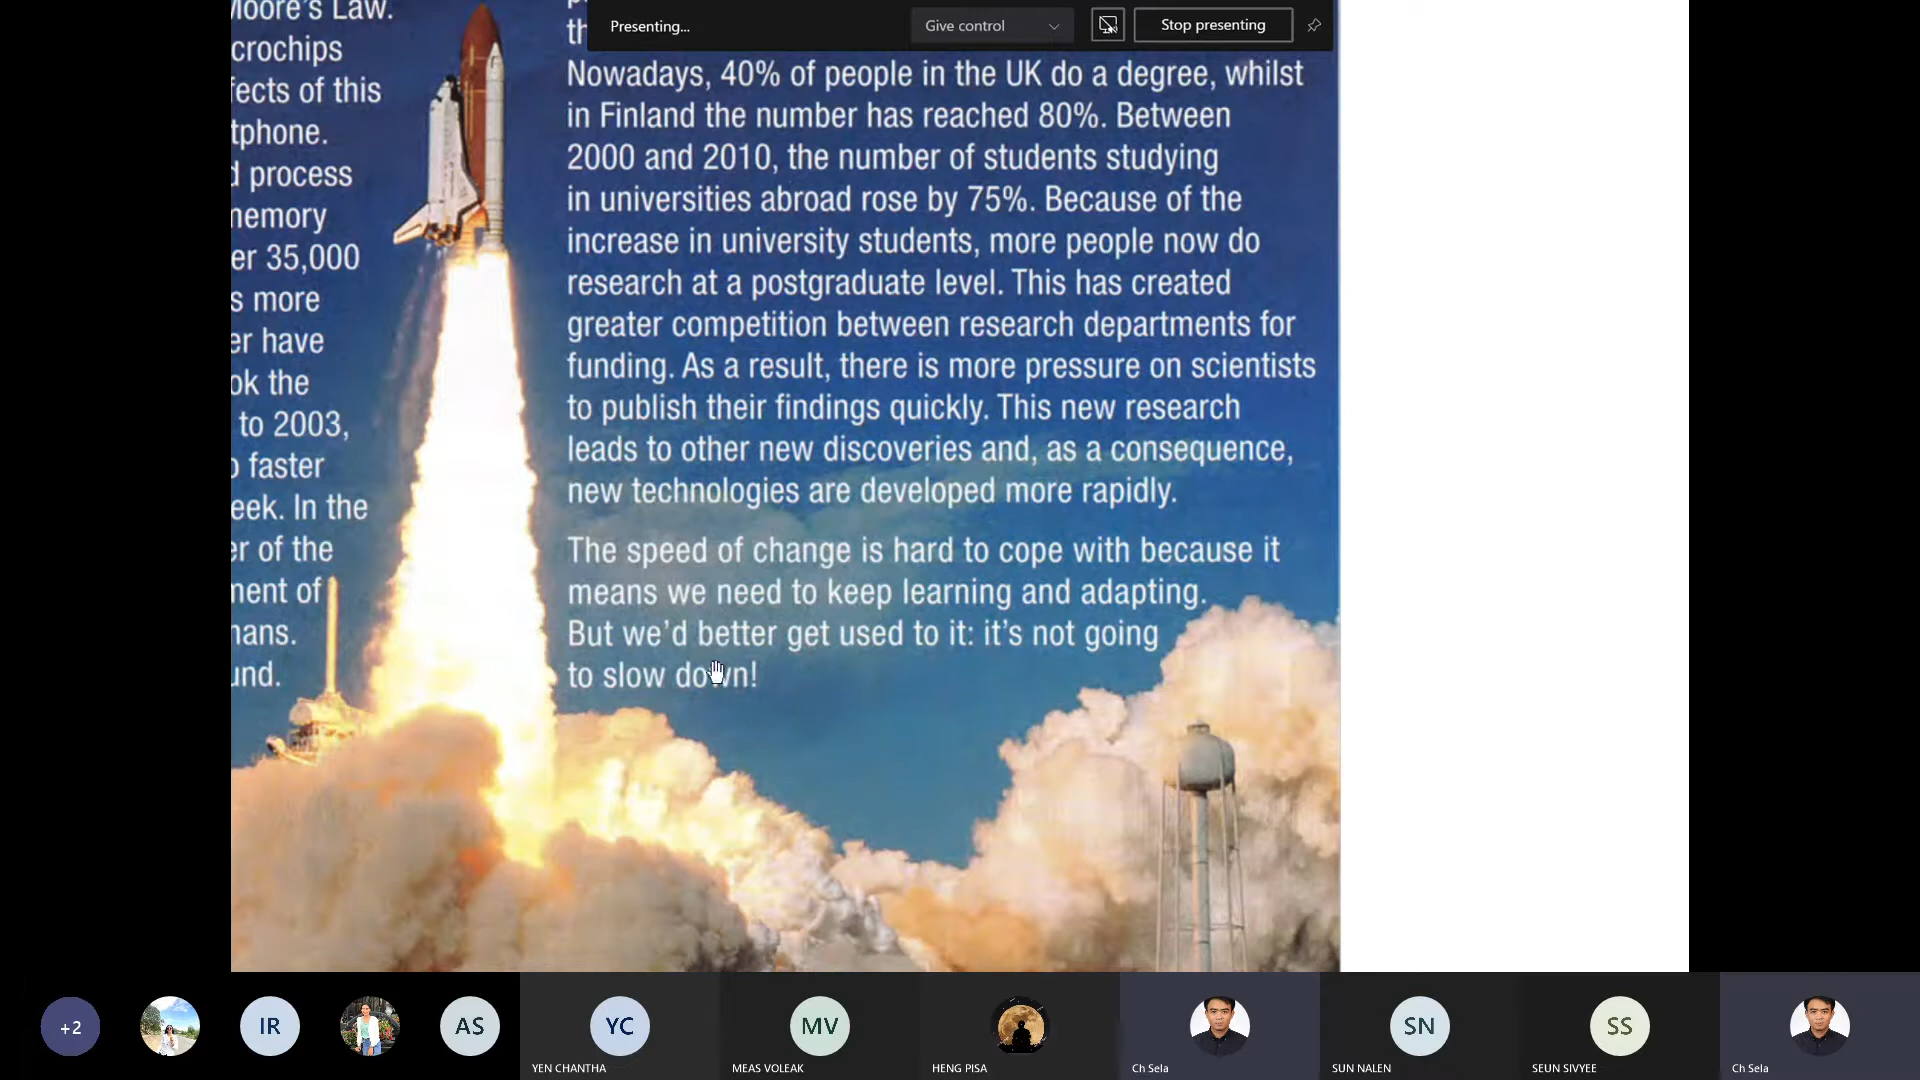 Presenting...
Give control
Stop presenting
Moore's Law.
crochips
fects of this
tphone.
d process
memory
er 35,000
s more
er have
ok the
to 2003,
o faster
eek. In the
er of the
ment of
mans.
und.
Nowadays, 40% of people in the UK do a degree, whilst
in Finland the number has reached 80%. Between
2000 and 2010, the number of students studying
in universities abroad rose by 75%. Because of the
increase in university students, more people now do
research at a postgraduate level. This has created
greater competition between research departments for
funding. As a result, there is more pressure on scientists
to publish their findings quickly. This new research
leads to other new discoveries and, as a consequence,
new technologies are developed more rapidly.
The speed of change is hard to cope with because it
means we need to keep learning and adapting.
But we'd better get used to it: it's not going
to slow down!
+2
IR
AS
YC
YEN CHANTHA
MV
MEAS VOLEAK
HENG PISA
Ch Sela
SN
SUN NALEN
SS
SEUN SIVYEE
Ch Sela